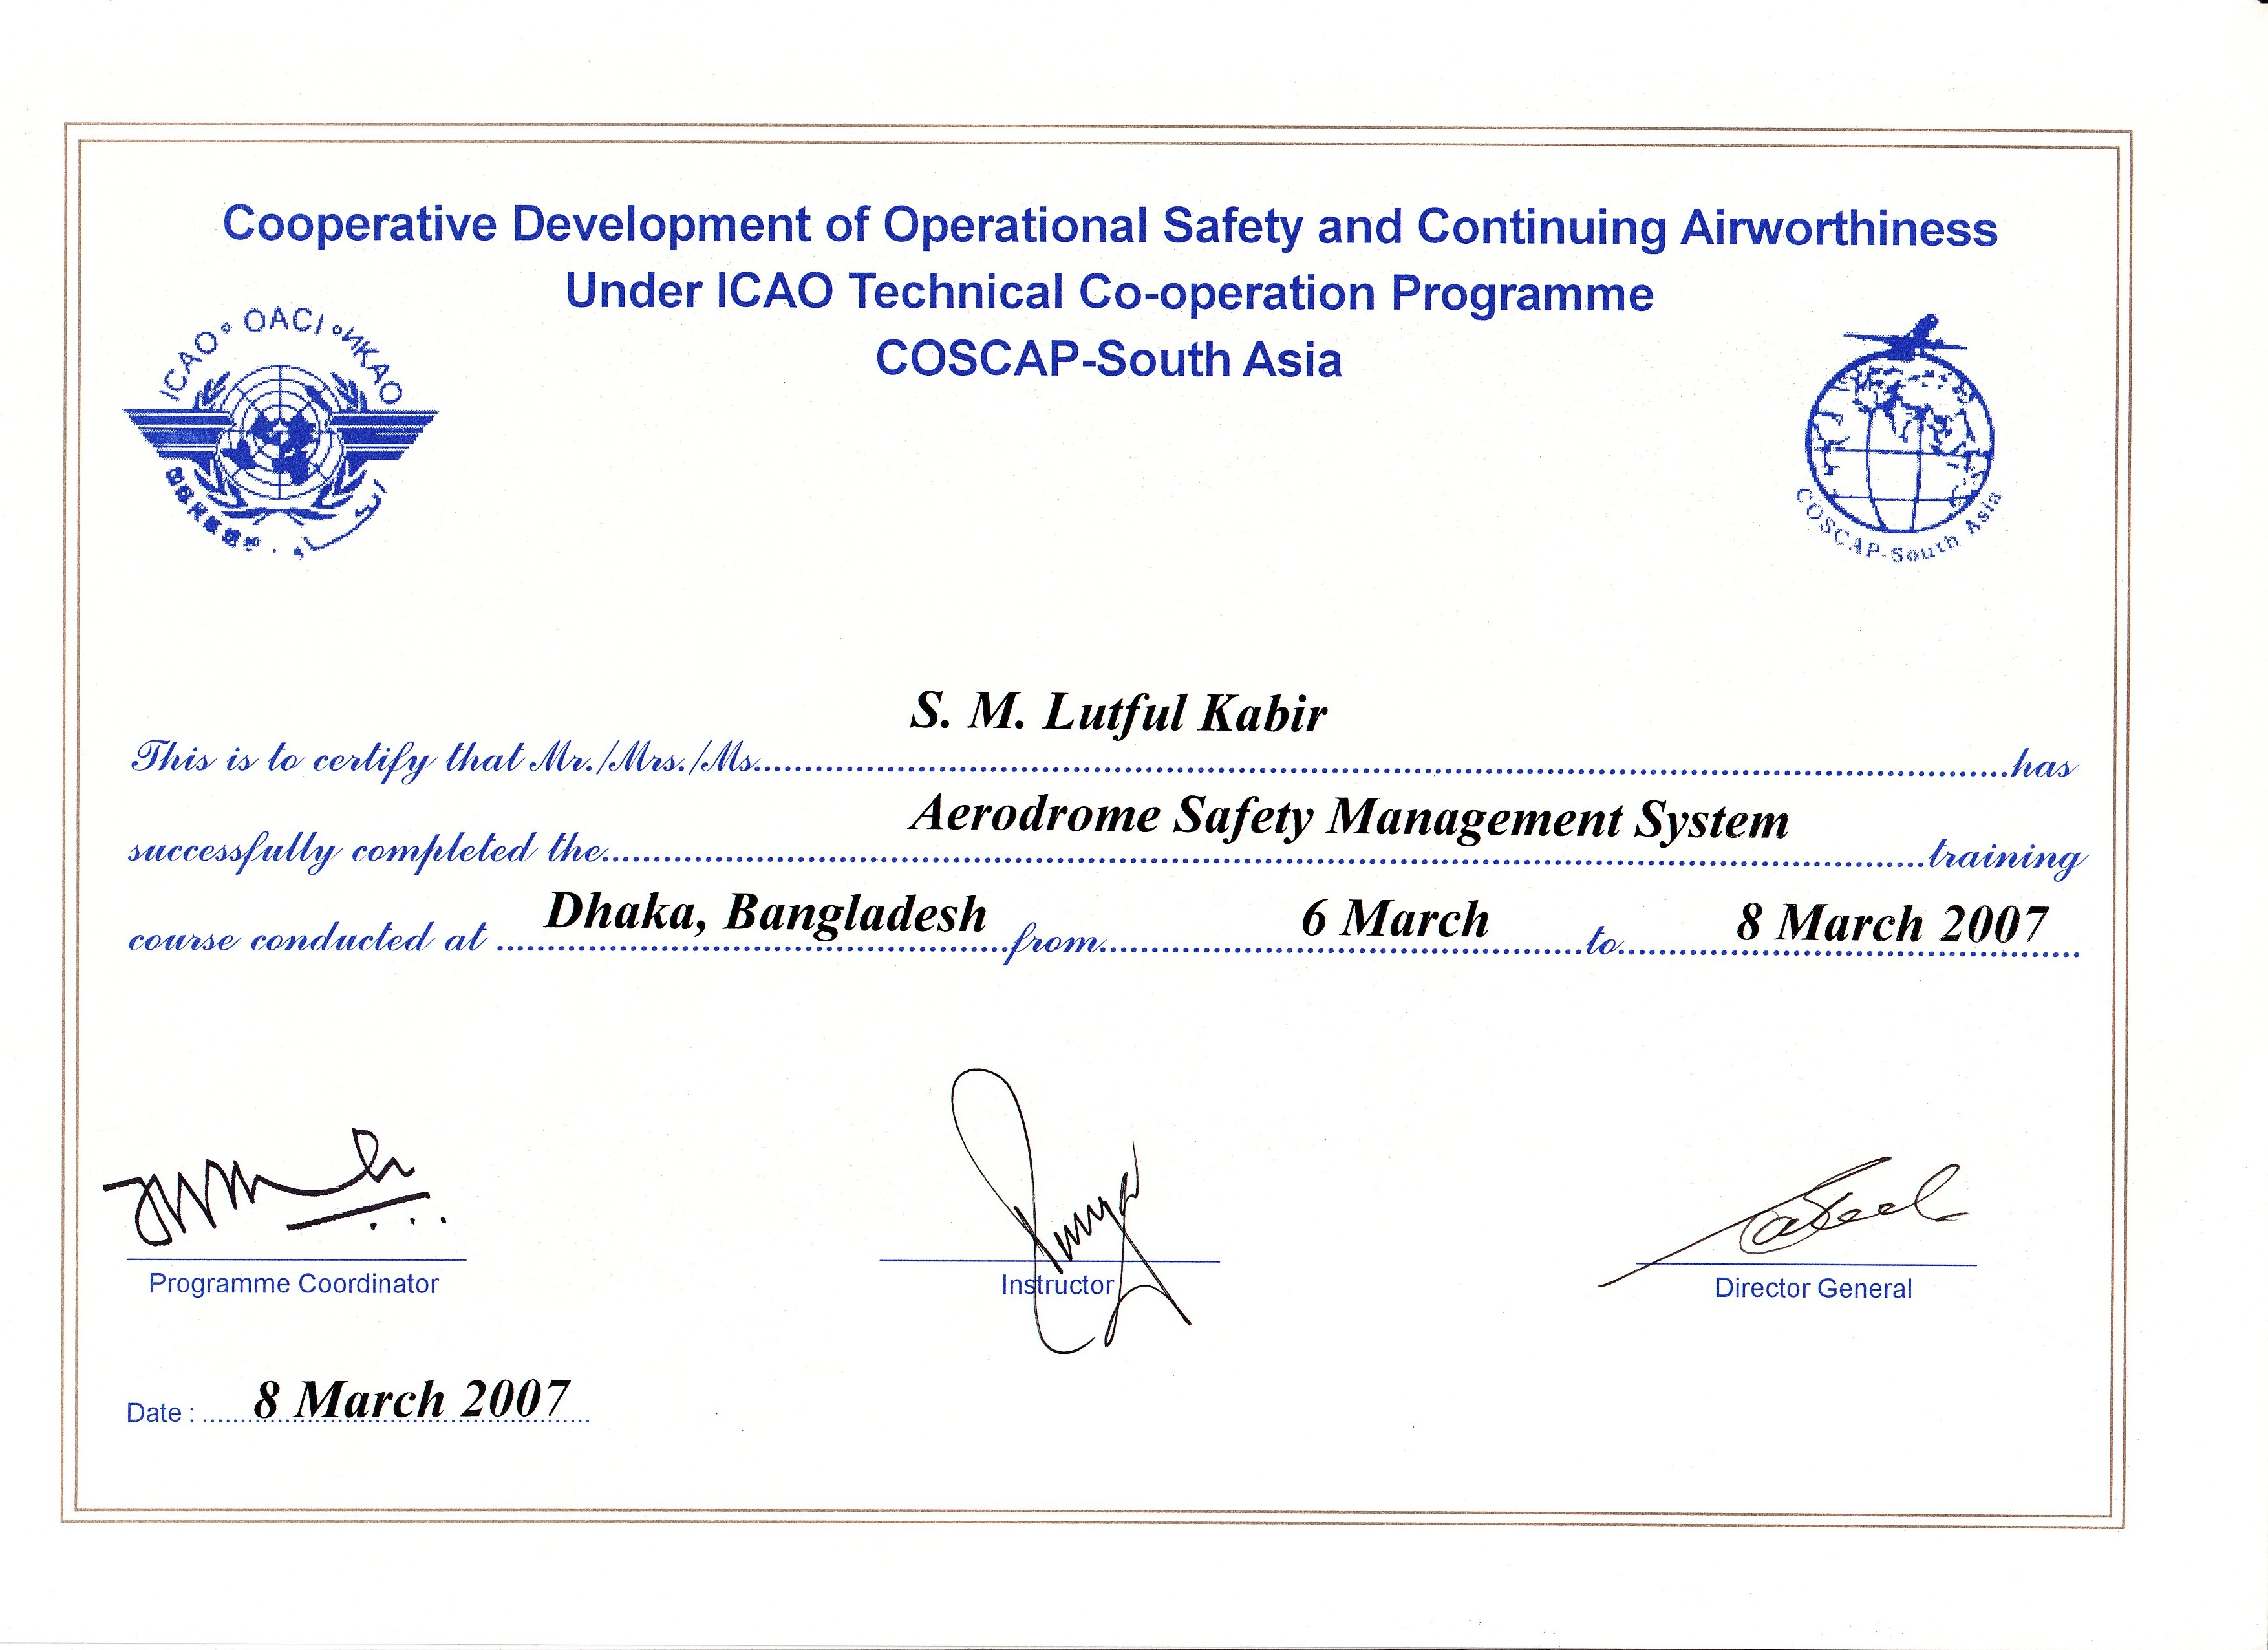 Cooperative Development of Operational Safety and Continuing Airworthiness
Under ICAO Technical Co-operation Programme
COSCAP-South Asia
ICAO OACI ИКАО
COSCAP-South Asia
This is to certify that Mr./Mrs./Ms. S. M. Lutful Kabir has
successfully completed the Aerodrome Safety Management System training
course conducted at Dhaka, Bangladesh from 6 March to 8 March 2007
Programme Coordinator
Instructor
Director General
Date : 8 March 2007